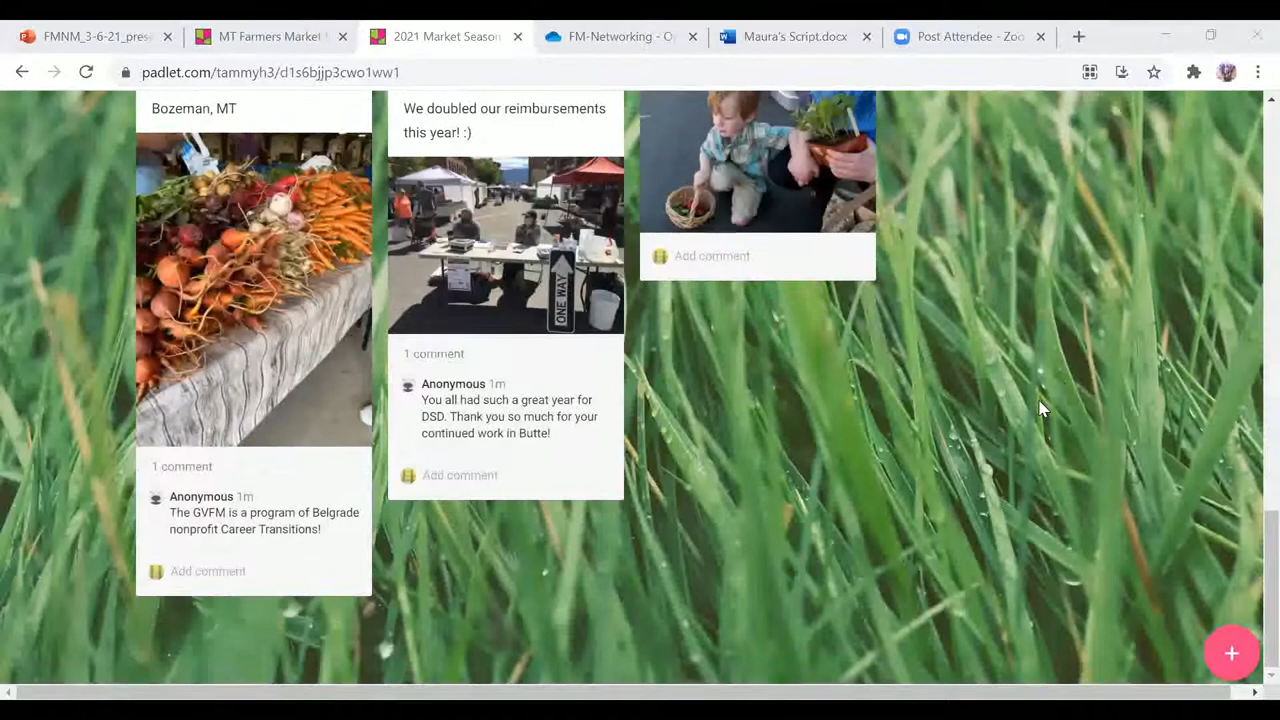 FMNM_3-6-21_pres
MT Farmers Market
2021 Market Season
FM-Networking - O
Maura's Script.docx
Post Attendee - Zoo
padlet.com/tammyh3/d1s6bjjp3cwo1ww1
Bozeman, MT
1 comment
Anonymous 1m
The GVFM is a program of Belgrade
nonprofit Career Transitions!
Add comment
We doubled our reimbursements
this year! :)
ONE WAY
1 comment
Anonymous 1m
You all had such a great year for
DSD. Thank you so much for your
continued work in Butte!
Add comment
Add comment